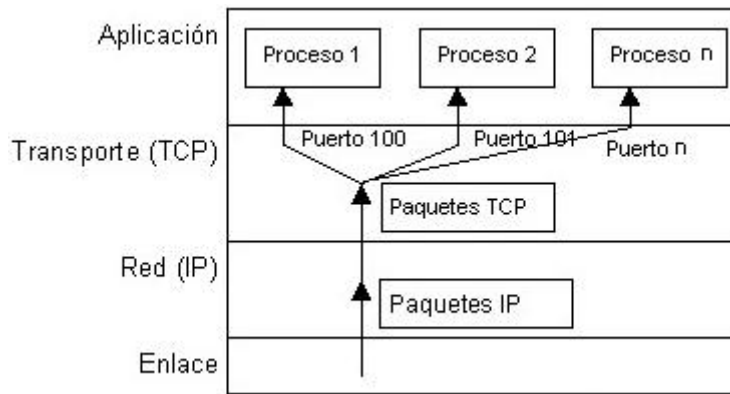 Aplicación
Proceso 1
Proceso 2
Proceso n
Transporte (TCP)
Puerto 100
Puerto 101
Puerto n
Paquetes TCP
Red (IP)
Paquetes IP
Enlace